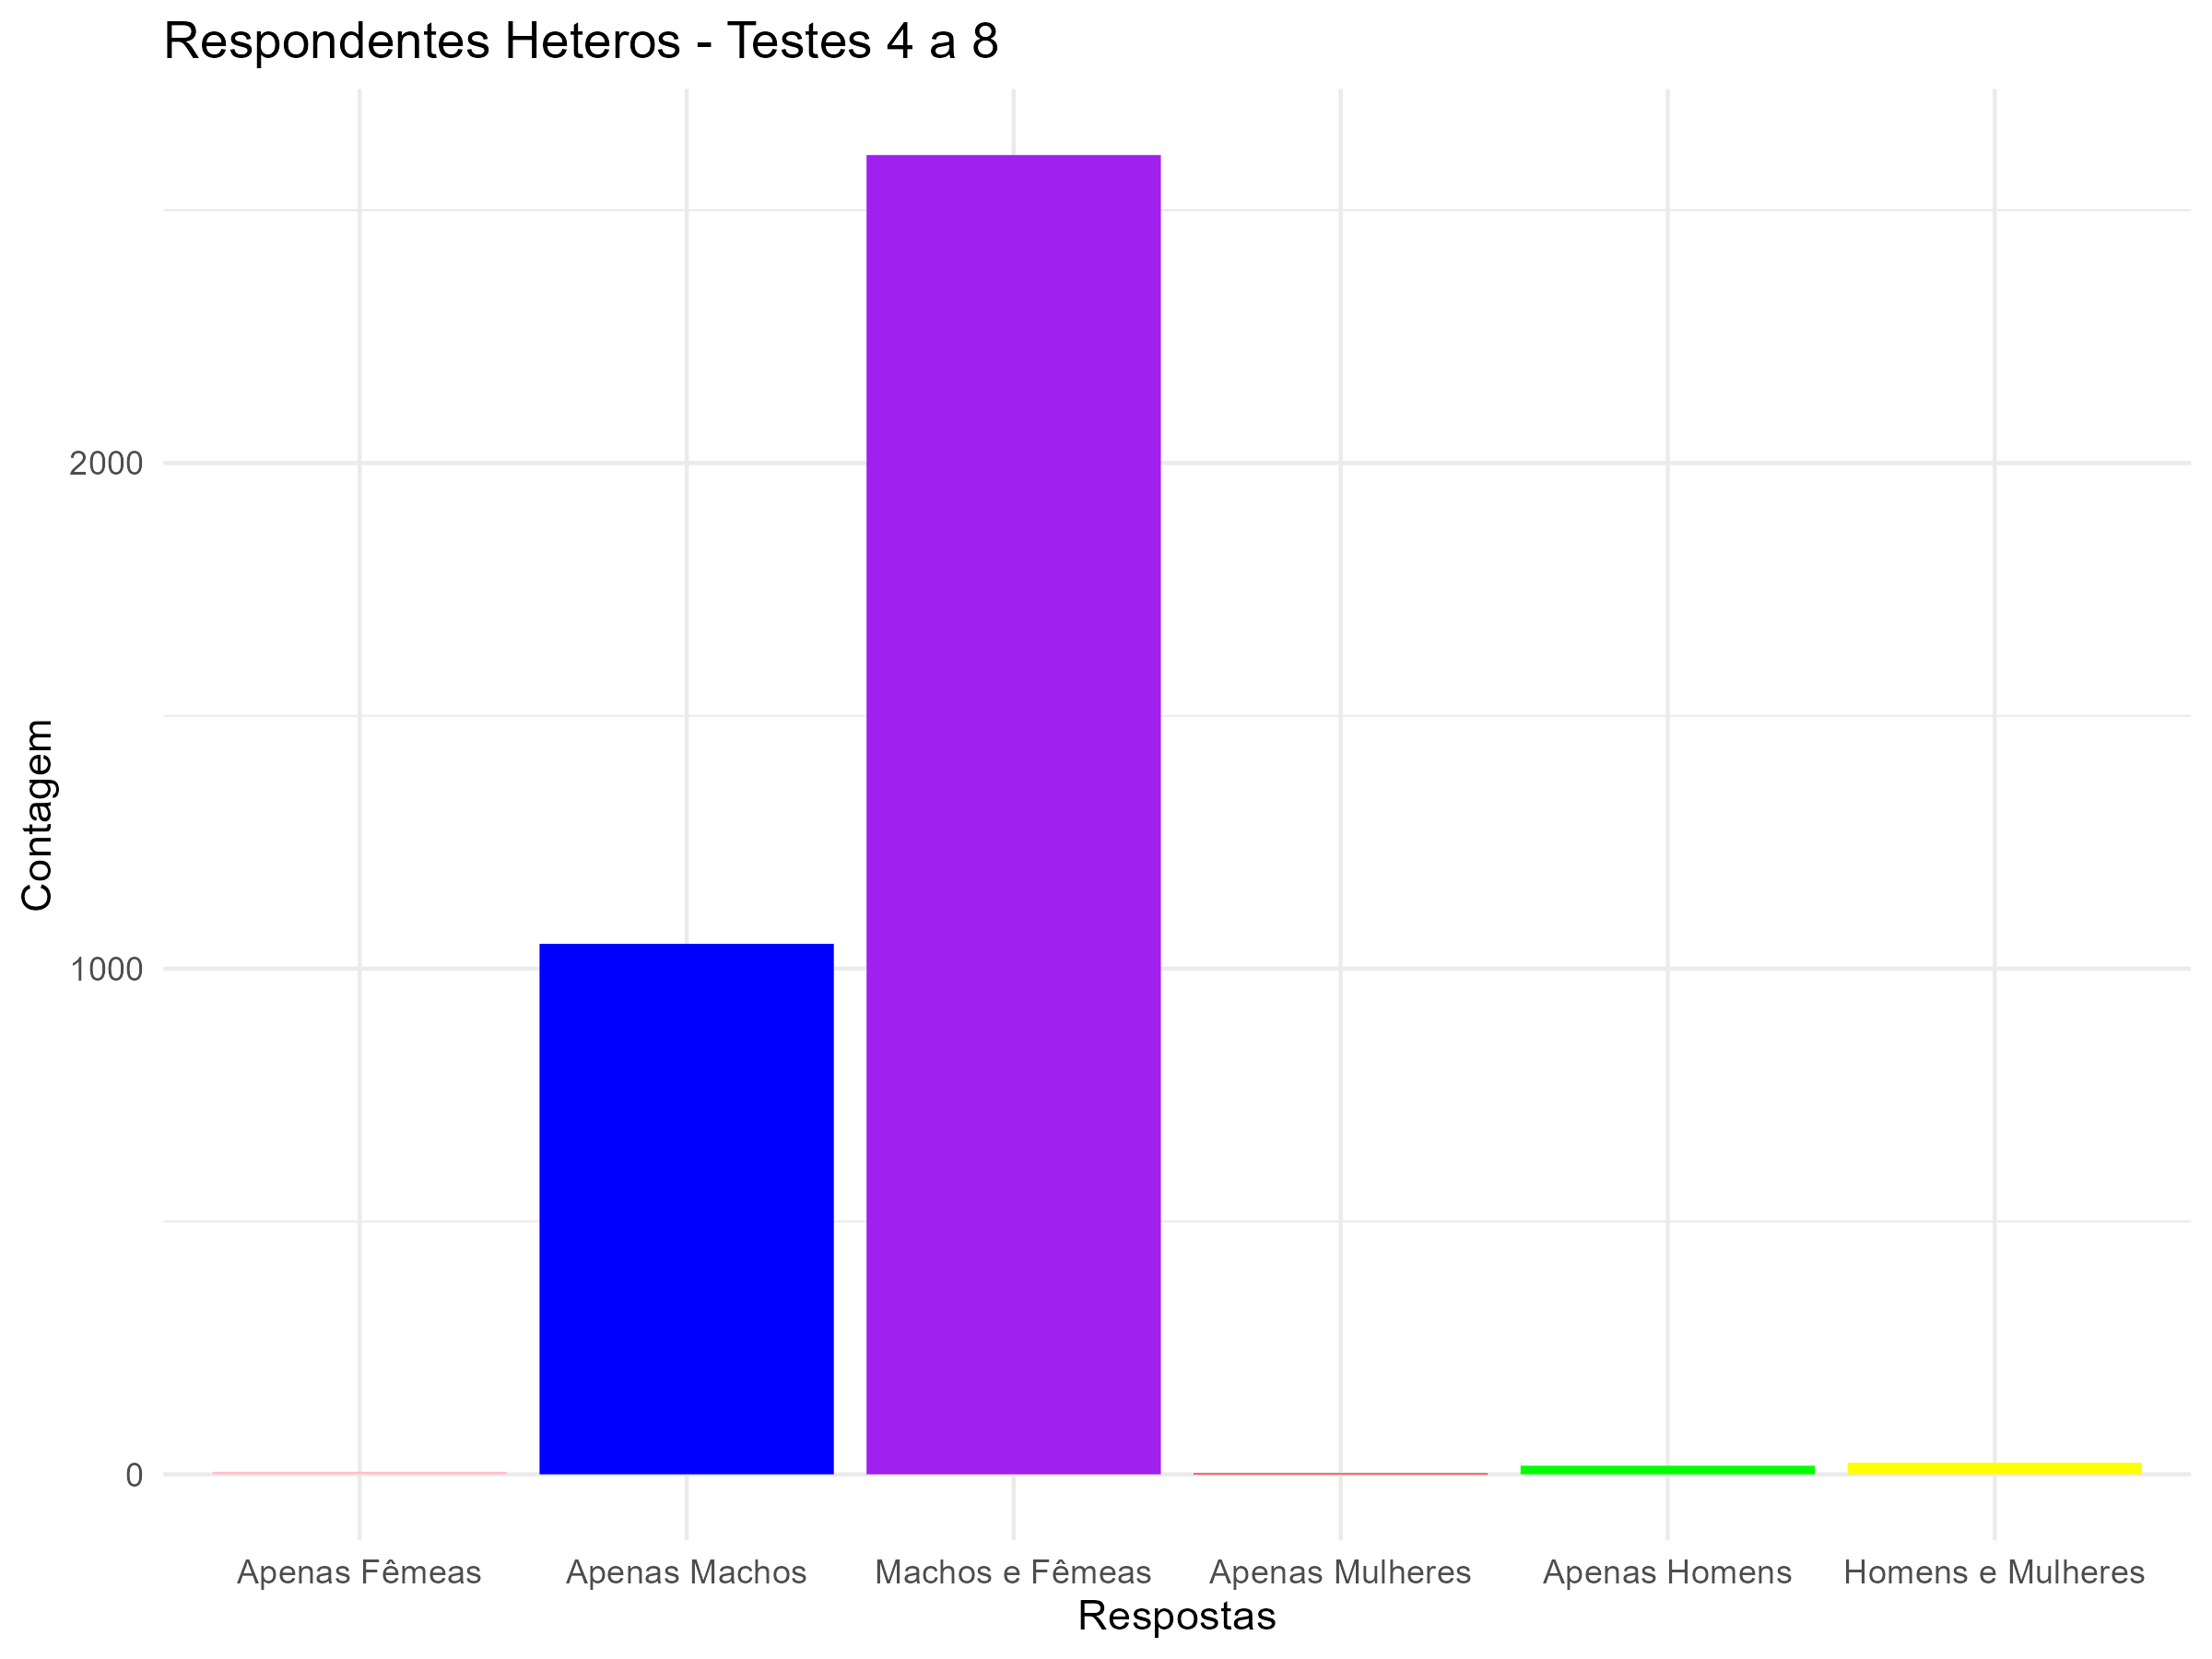 Respondentes Heteros - Testes 4 a 8
Contagem
2000
1000
0
Apenas Fêmeas
Apenas Machos
Machos e Fêmeas
Apenas Mulheres
Apenas Homens
Homens e Mulheres
Respostas